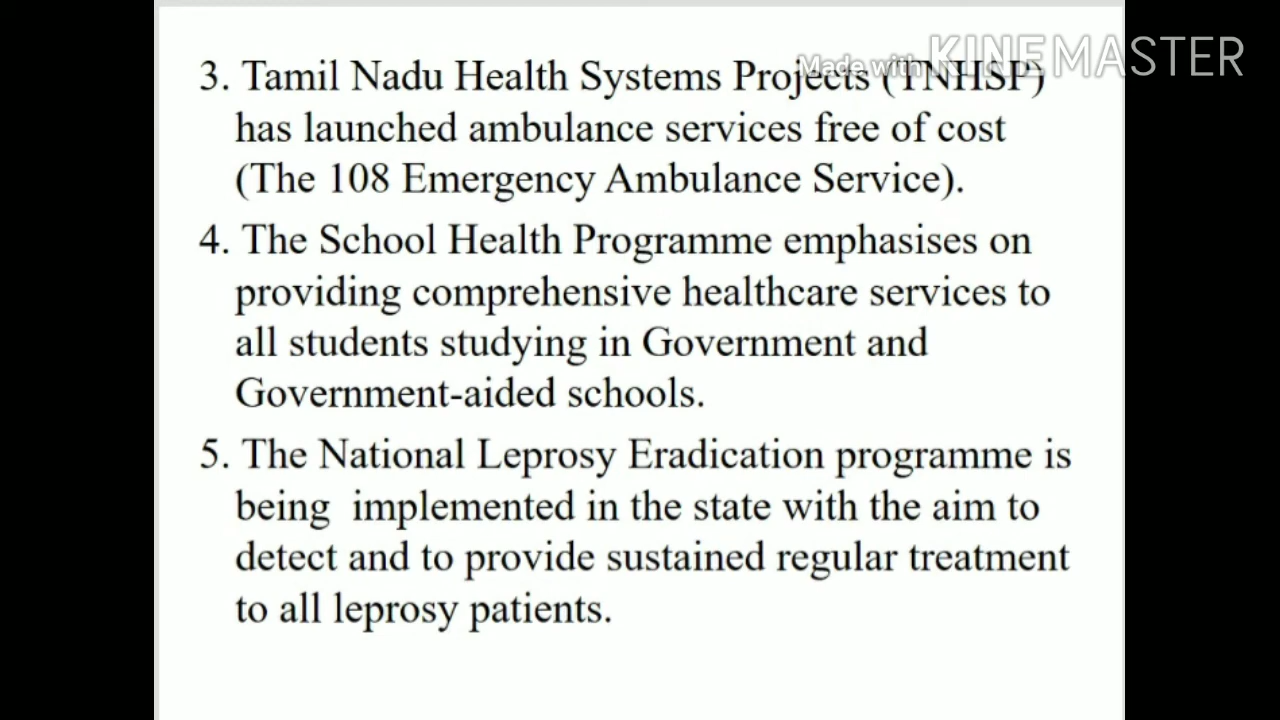 Made with KINEMASTER
3. Tamil Nadu Health Systems Projects (TNHSP)
has launched ambulance services free of cost
(The 108 Emergency Ambulance Service).
4. The School Health Programme emphasises on
providing comprehensive healthcare services to
all students studying in Government and
Government-aided schools.
5. The National Leprosy Eradication programme is
being implemented in the state with the aim to
detect and to provide sustained regular treatment
to all leprosy patients.